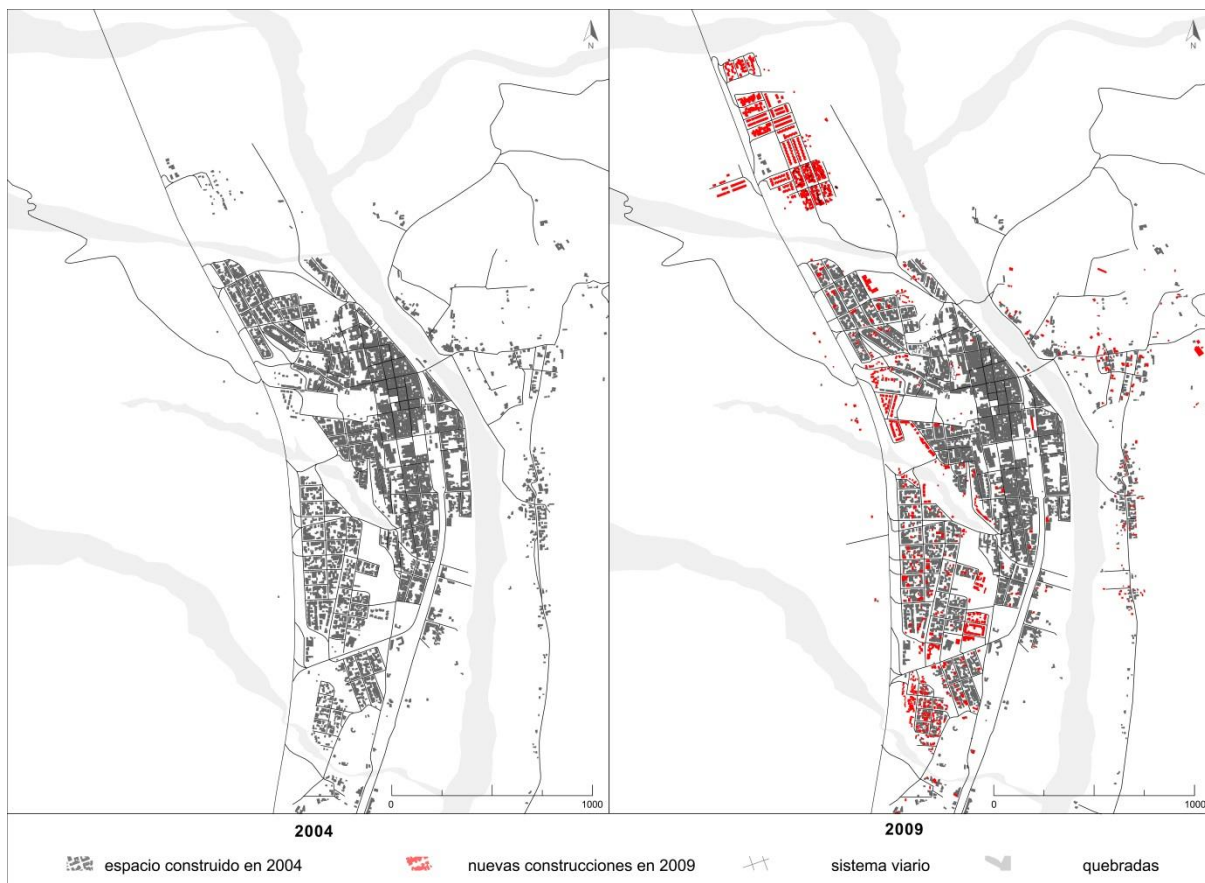 N
N
0 1000
0 1000
2004
2009
espacio construido en 2004
nuevas construcciones en 2009
sistema viario
quebradas